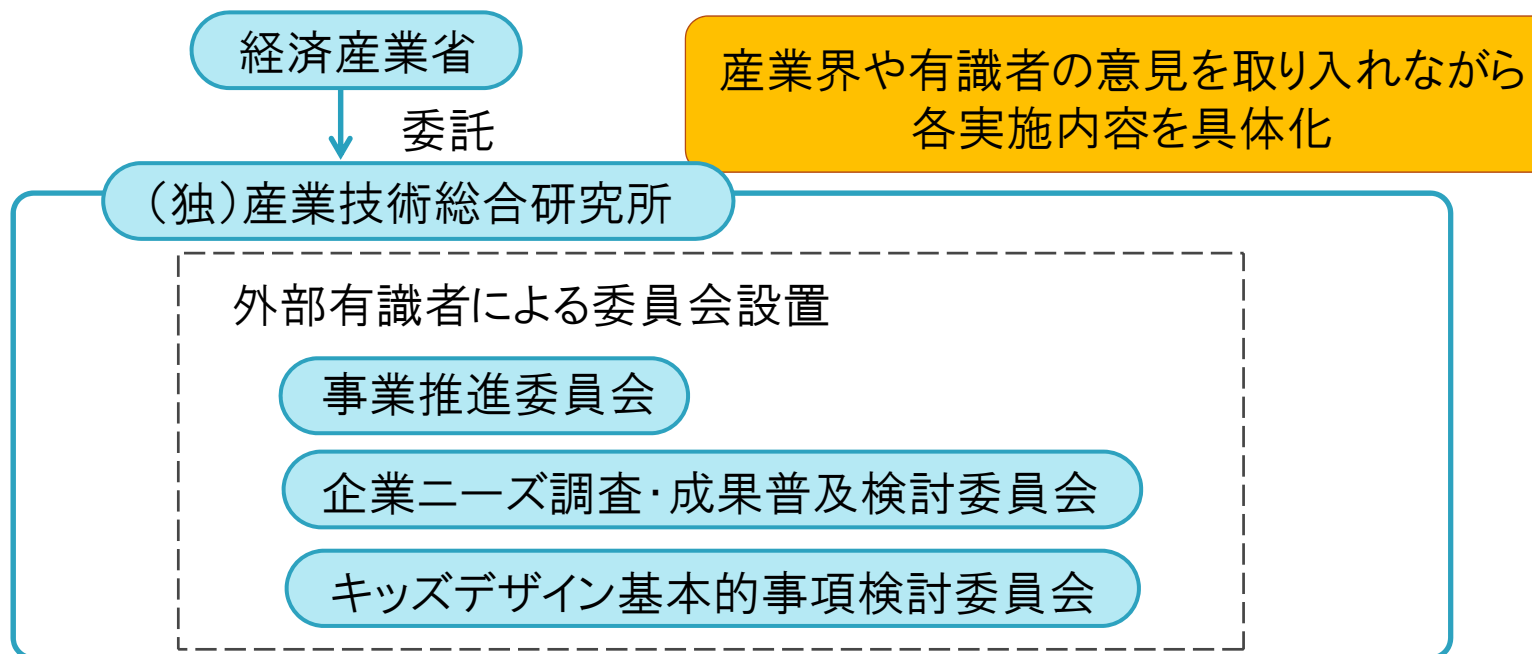 経済産業省
産業界や有識者の意見を取り入れながら
各実施内容を具体化
委託
（独）産業技術総合研究所
外部有識者による委員会設置
事業推進委員会
企業ニーズ調査・成果普及検討委員会
キッズデザイン基本的事項検討委員会